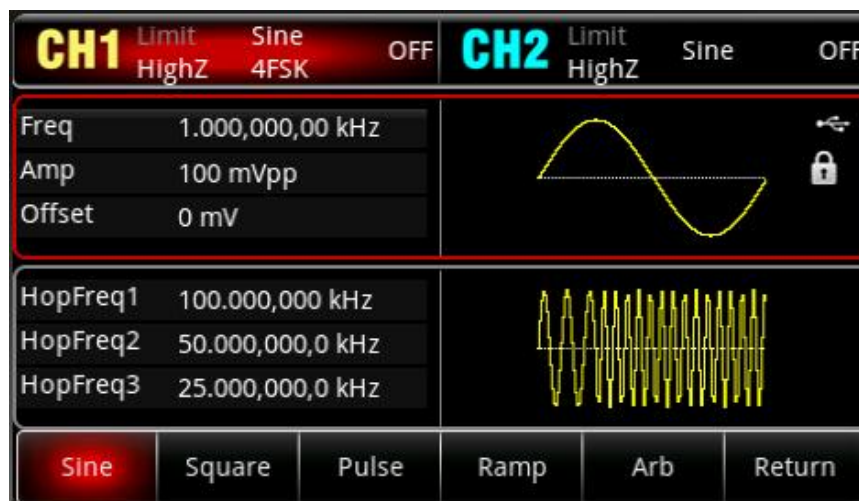 CH1 Limit Sine OFF CH2 Limit Sine OFF
HighZ 4FSK HighZ
Freq 1.000,000,00 kHz
Amp 100 mVpp
Offset 0 mV
HopFreq1 100.000,000 kHz
HopFreq2 50.000,000,0 kHz
HopFreq3 25.000,000,0 kHz
Sine Square Pulse Ramp Arb Return